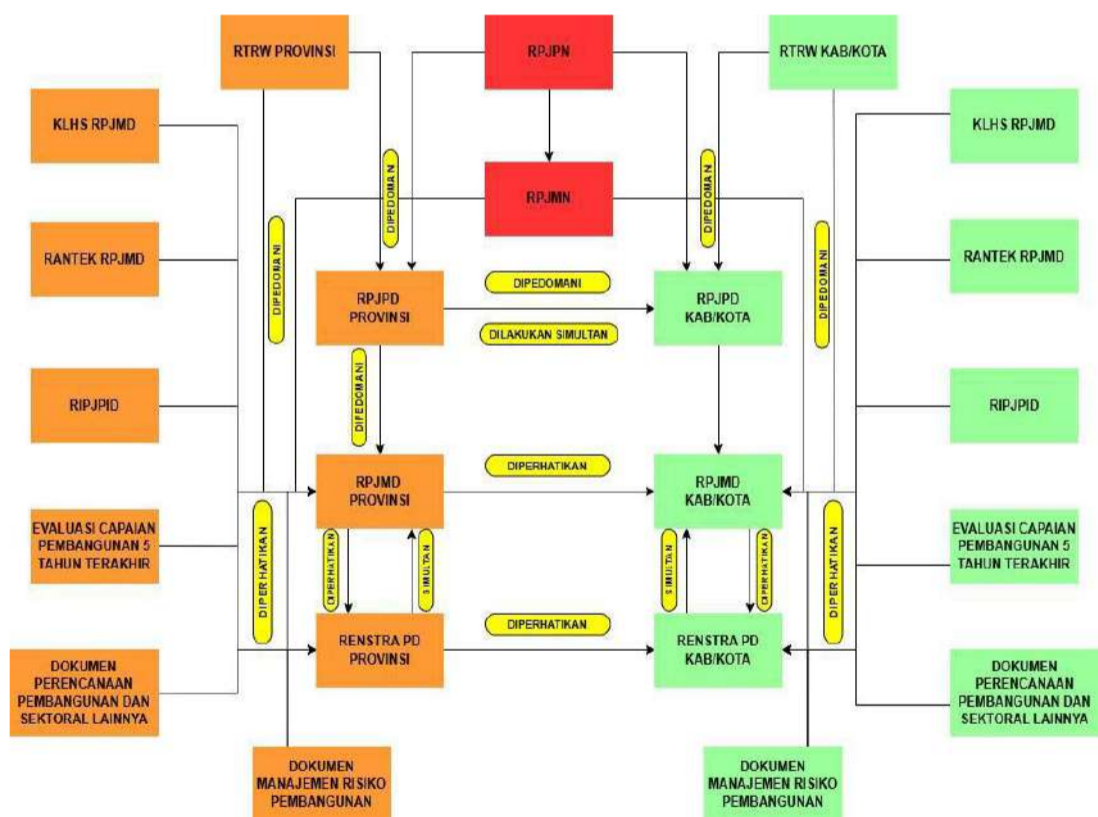 RTRW PROVINSI
RPJPN
RTRW KAB/KOTA
KLHS RPJMD
KLHS RPJMD
DIPEDOMANI
RPJMN
DIPEDOMANI
RANTEK RPJMD
DIPEDOMANI
DIPEDOMANI
RANTEK RPJMD
RPJPD
PROVINSI
DIPEDOMANI
DILAKUKAN SIMULTAN
RPJPD
KAB/KOTA
RIPJPID
DIPEDOMANI
RIPJPID
RPJMD
PROVINSI
DIPERHATIKAN
RPJMD
KAB/KOTA
EVALUASI CAPAIAN
PEMBANGUNAN 5
TAHUN TERAKHIR
DIPERHATIKAN
DIPERHATIKAN
SIMULTAN
SIMULTAN
DIPERHATIKAN
DIPERHATIKAN
EVALUASI CAPAIAN
PEMBANGUNAN 5
TAHUN TERAKHIR
RENSTRA PD
PROVINSI
DIPERHATIKAN
RENSTRA PD
KAB/KOTA
DOKUMEN
PERENCANAAN
PEMBANGUNAN DAN
SEKTORAL LAINNYA
DOKUMEN
PERENCANAAN
PEMBANGUNAN DAN
SEKTORAL LAINNYA
DOKUMEN
MANAJEMEN RISIKO
PEMBANGUNAN
DOKUMEN
MANAJEMEN RISIKO
PEMBANGUNAN